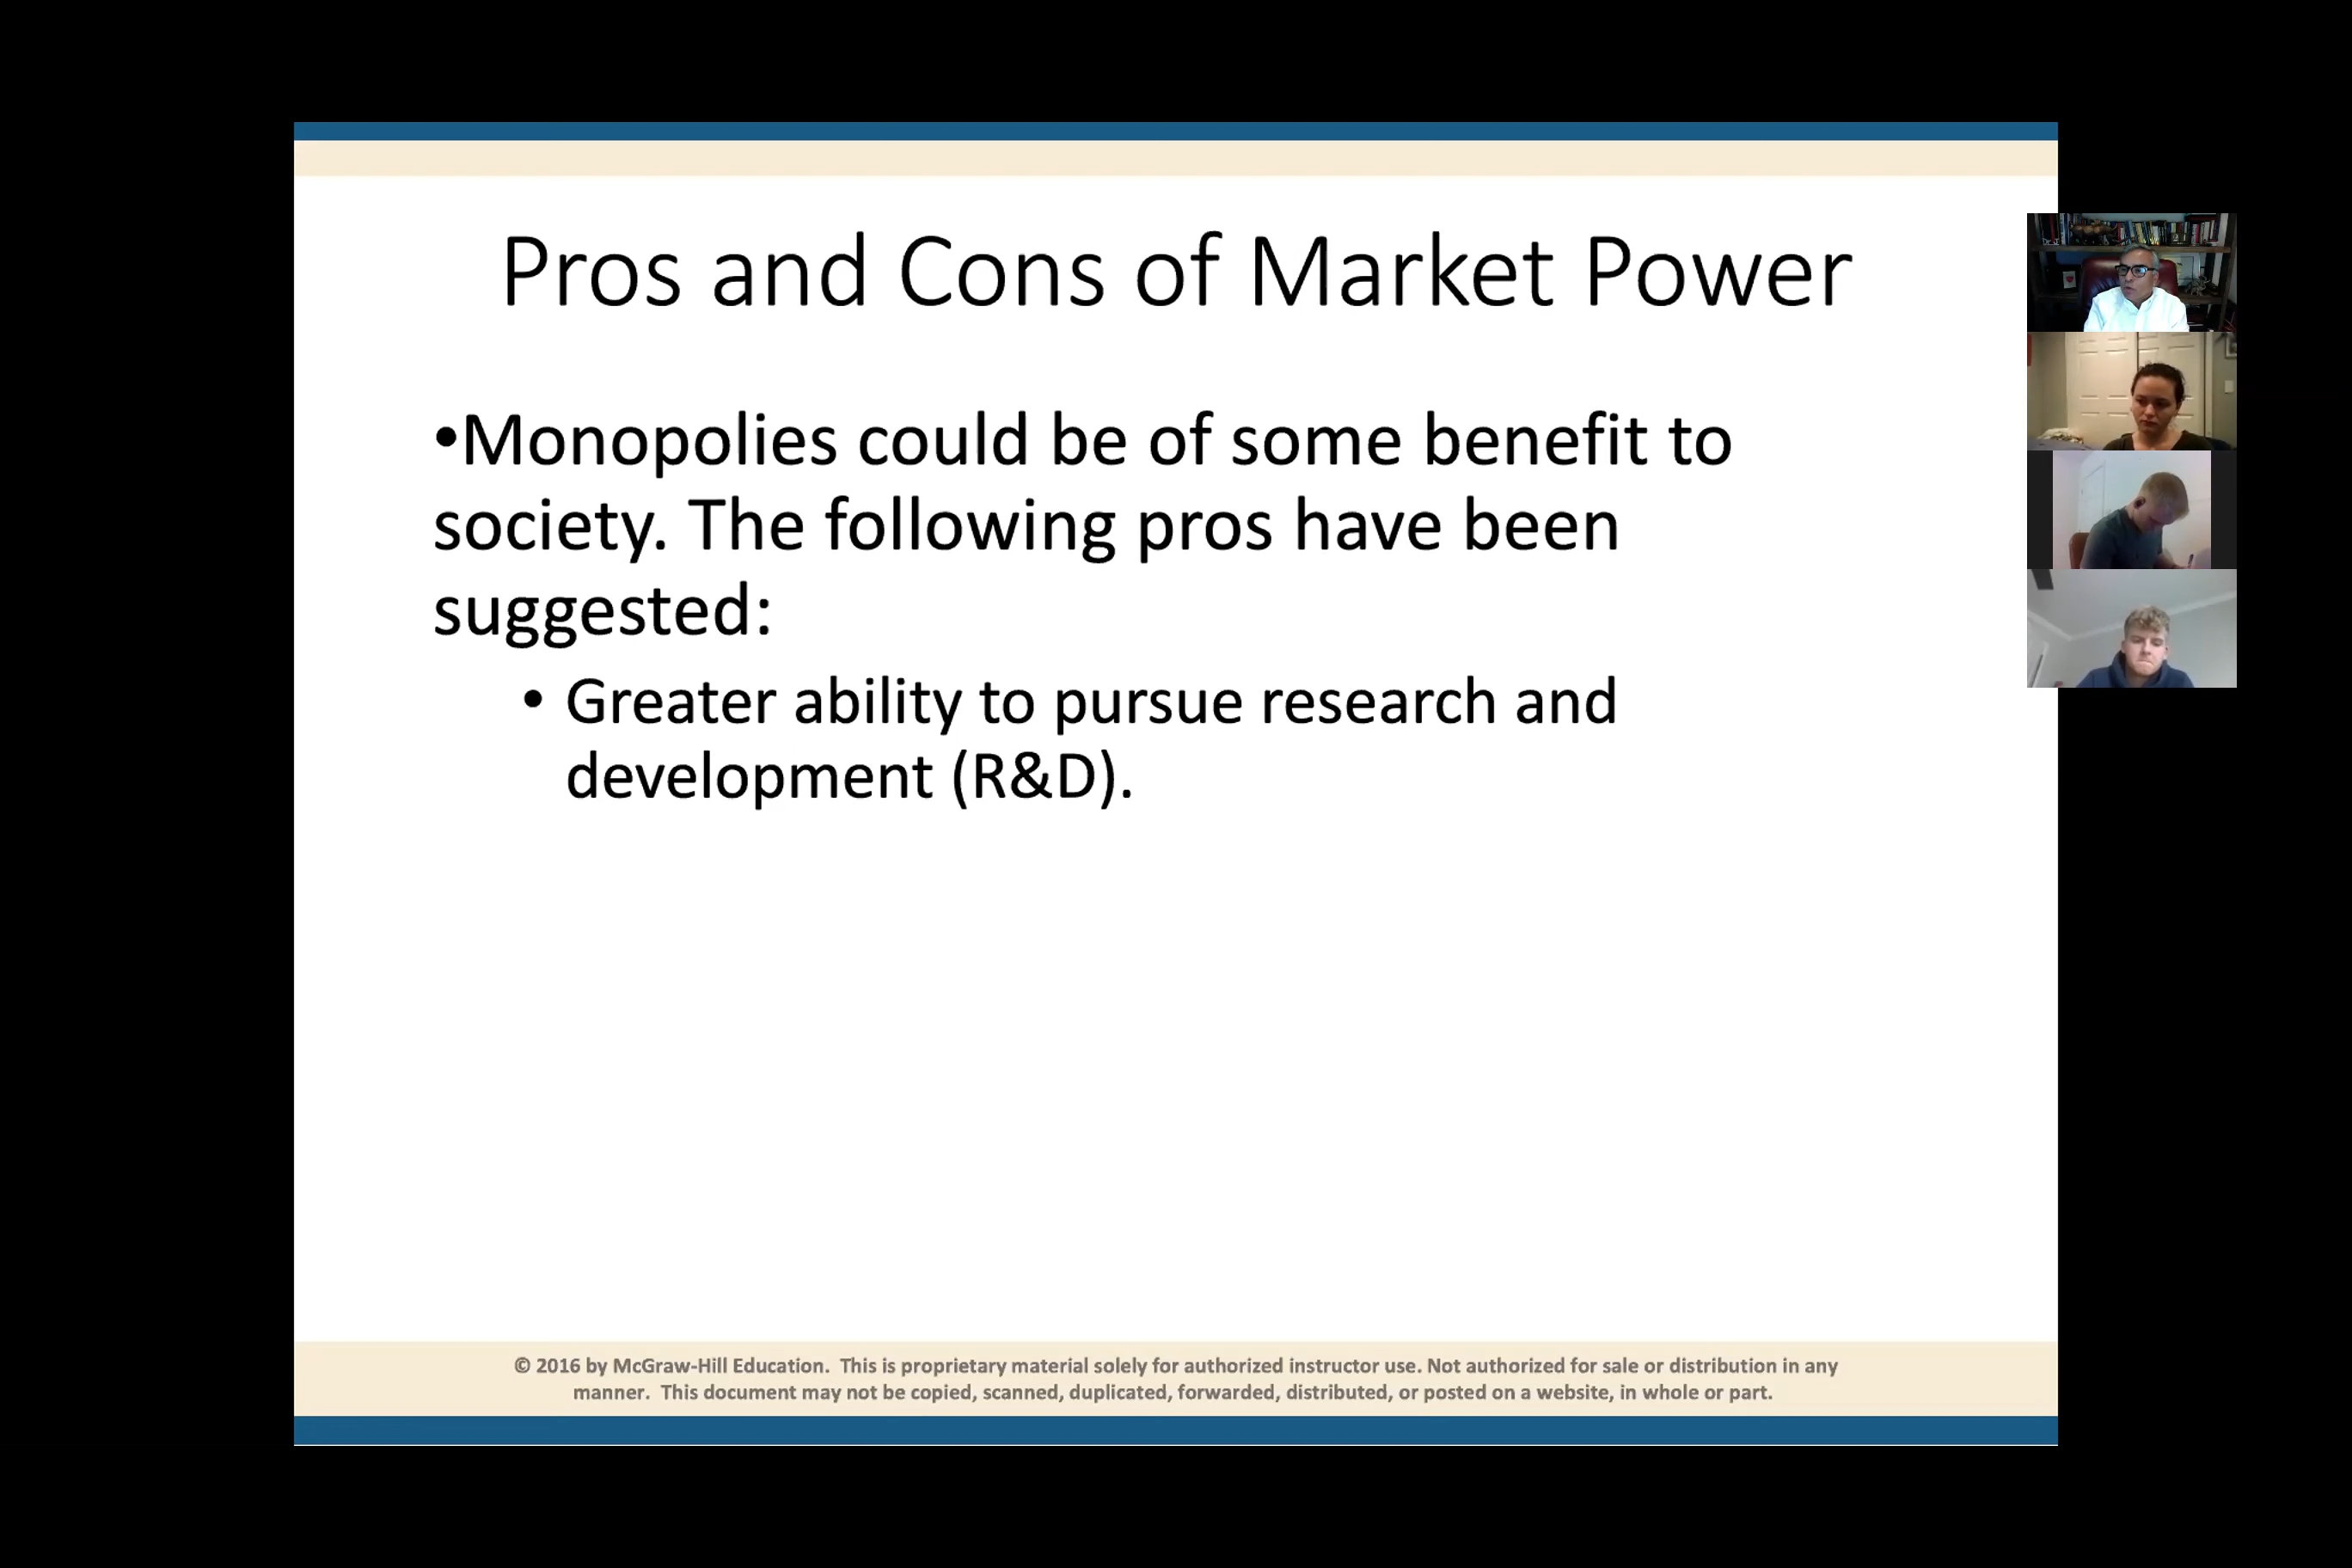 Pros and Cons of Market Power
•Monopolies could be of some benefit to
society. The following pros have been
suggested:
• Greater ability to pursue research and
development (R&D).
© 2016 by McGraw-Hill Education.  This is proprietary material solely for authorized instructor use. Not authorized for sale or distribution in any
manner.  This document may not be copied, scanned, duplicated, forwarded, distributed, or posted on a website, in whole or part.